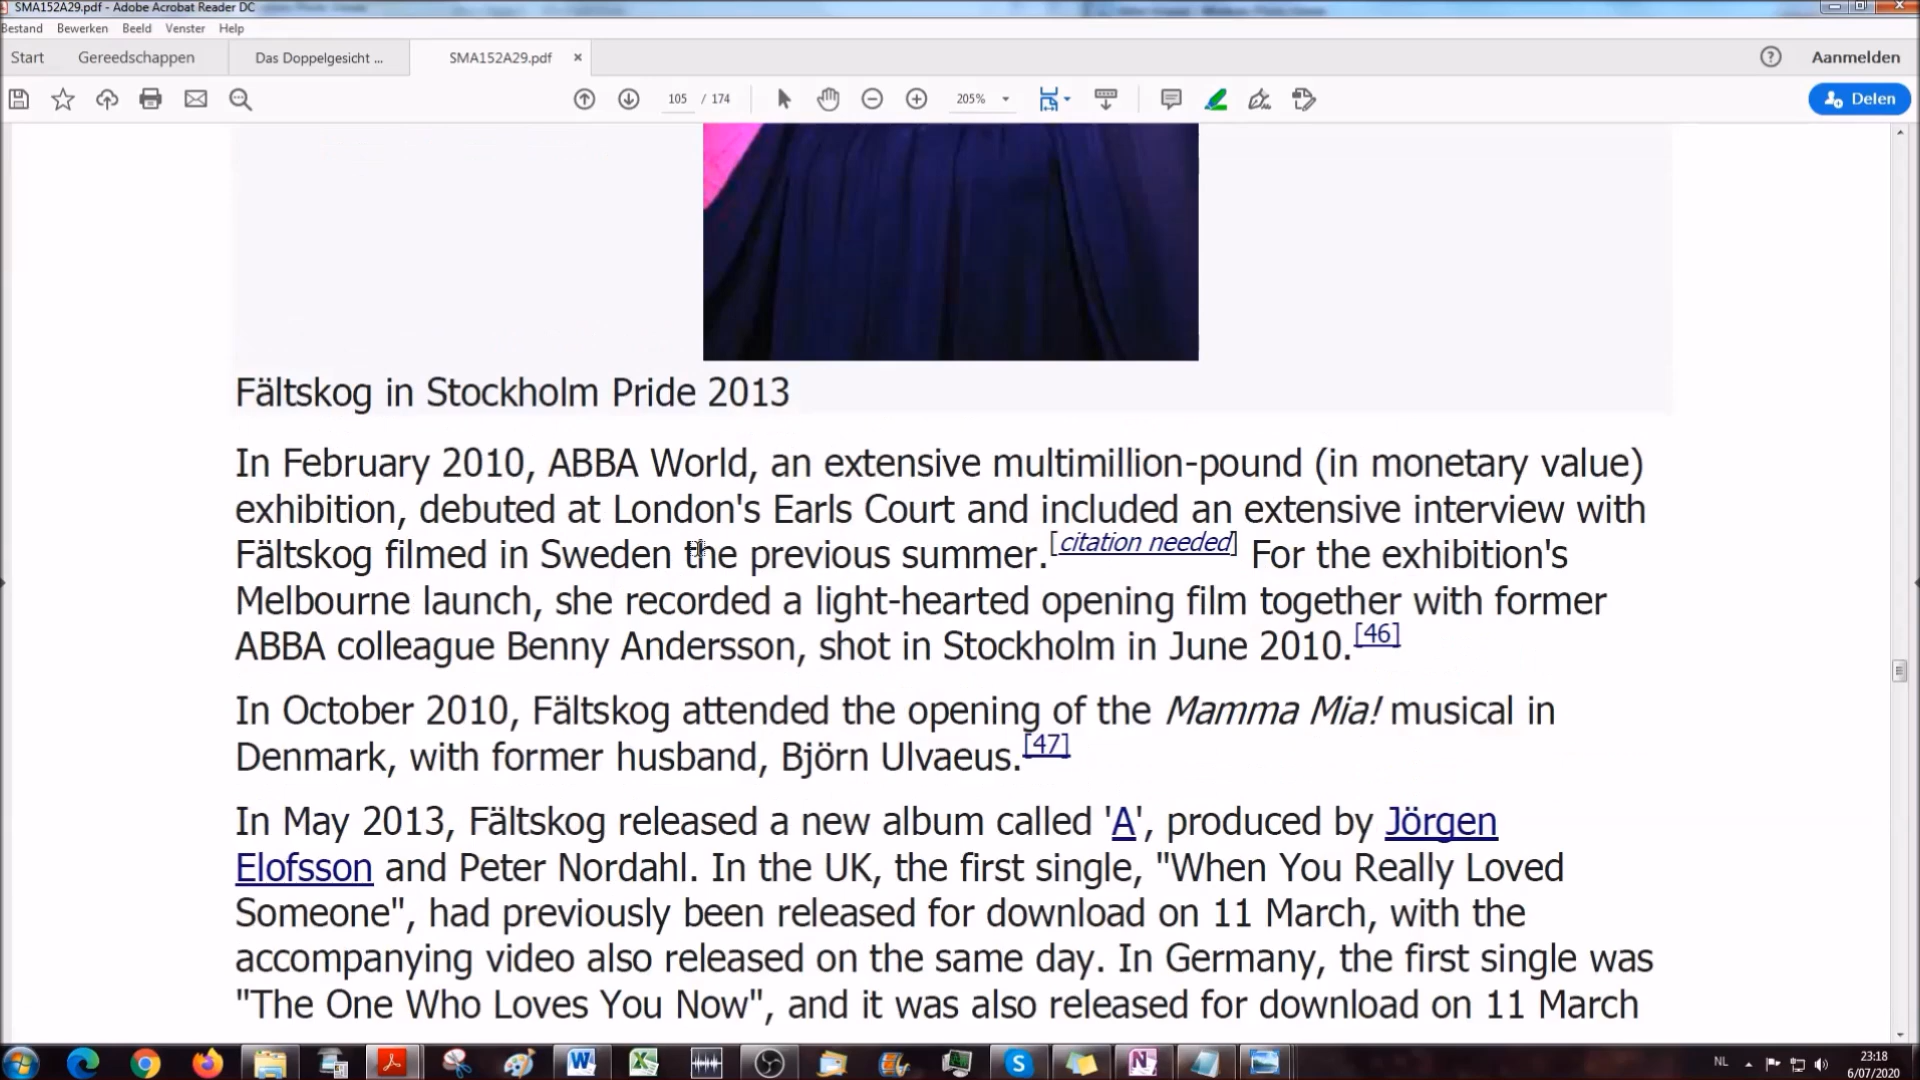 SMA152A29.pdf - Adobe Acrobat Reader DC
Bestand Bewerken Beeld Venster Help
Start Gereedschappen Das Doppelgesicht ... SMA152A29.pdf × Aanmelden
105 / 174 205% Delen
Fältskog in Stockholm Pride 2013
In February 2010, ABBA World, an extensive multimillion-pound (in monetary value)
exhibition, debuted at London's Earls Court and included an extensive interview with
Fältskog filmed in Sweden the previous summer.[citation needed] For the exhibition's
Melbourne launch, she recorded a light-hearted opening film together with former
ABBA colleague Benny Andersson, shot in Stockholm in June 2010.[46]
In October 2010, Fältskog attended the opening of the Mamma Mia! musical in
Denmark, with former husband, Björn Ulvaeus.[47]
In May 2013, Fältskog released a new album called 'A', produced by Jörgen
Elofsson and Peter Nordahl. In the UK, the first single, "When You Really Loved
Someone", had previously been released for download on 11 March, with the
accompanying video also released on the same day. In Germany, the first single was
"The One Who Loves You Now", and it was also released for download on 11 March
NL 23:18
6/07/2020